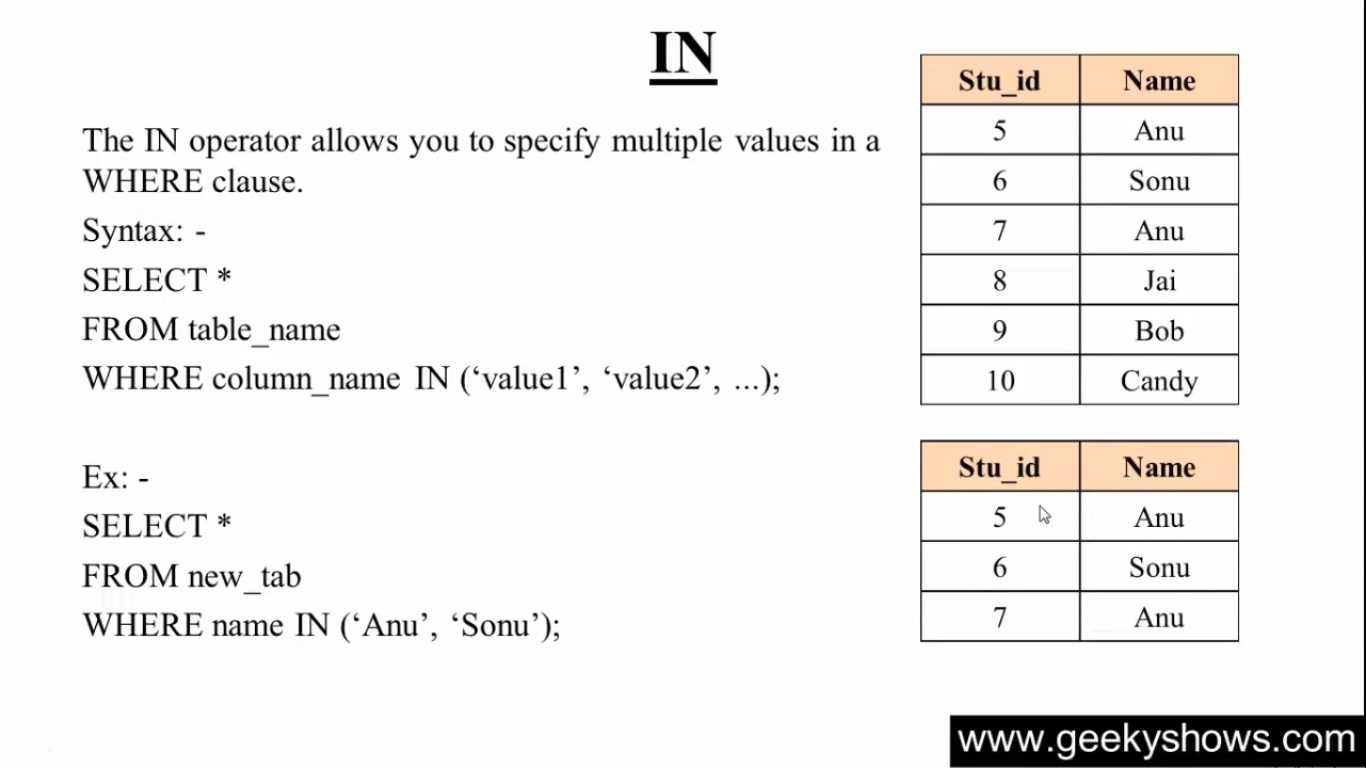 IN
The IN operator allows you to specify multiple values in a
WHERE clause.
Syntax: -
SELECT *
FROM table_name
WHERE column_name IN (‘value1’, ‘value2’, ...);
Ex: -
SELECT *
FROM new_tab
WHERE name IN (‘Anu’, ‘Sonu’);
Stu_id Name
5 Anu
6 Sonu
7 Anu
8 Jai
9 Bob
10 Candy
Stu_id Name
5 Anu
6 Sonu
7 Anu
www.geekyshows.com